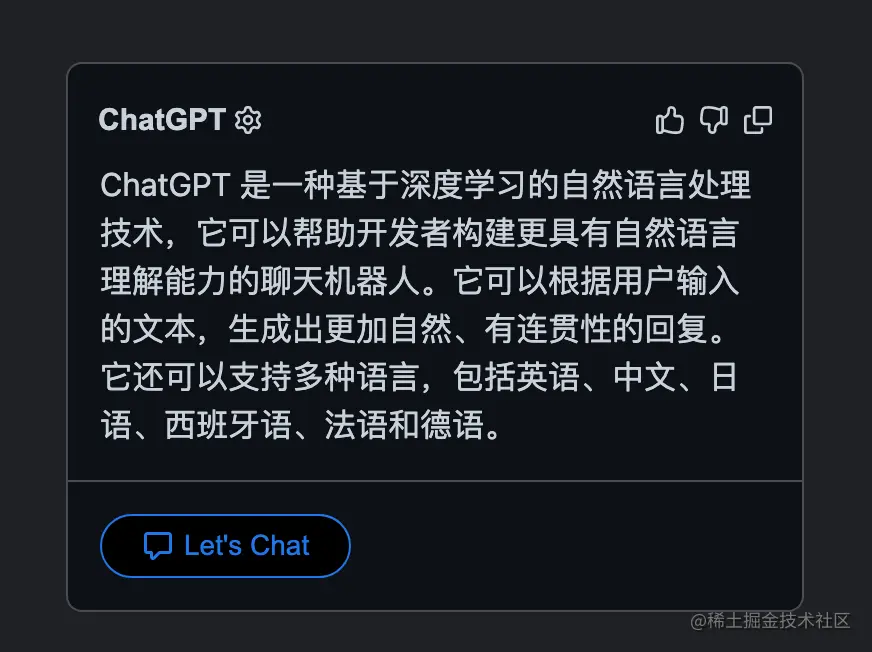 ChatGPT
ChatGPT 是一种基于深度学习的自然语言处理
技术，它可以帮助开发者构建更具有自然语言
理解能力的聊天机器人。它可以根据用户输入
的文本，生成出更加自然、有连贯性的回复。
它还可以支持多种语言，包括英语、中文、日
语、西班牙语、法语和德语。
Let's Chat
@稀土掘金技术社区